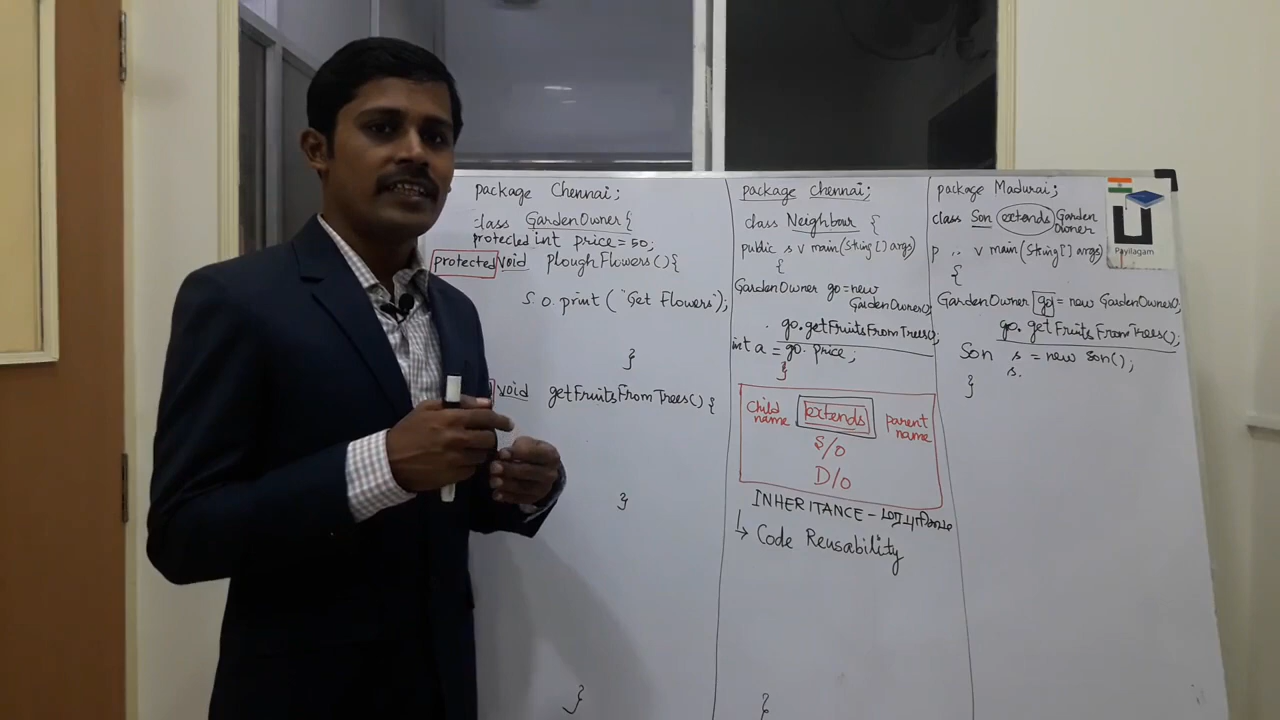 package Chennai;
class GardenOwner{
protected int price = 50;
protected void ploughFlowers(){
S.o.print("Get Flowers");
}
void getFruitsFromTrees(){
}
}
package chennai;
class Neighbour {
public s v main(String[] args)
{
GardenOwner go=new
GardenOwner();
go.getFruitsFromTrees();
int a = go.price;
}
child name extends parent name
S/o
D/o
INHERITANCE -
↳ Code Reusability
}
package Madurai;
class Son extends Garden
Owner
p .. v main(String[] args)
{
GardenOwner go = new GardenOwner();
go.getFruitsFromTrees();
Son s = new Son();
s.
}
Payilagam